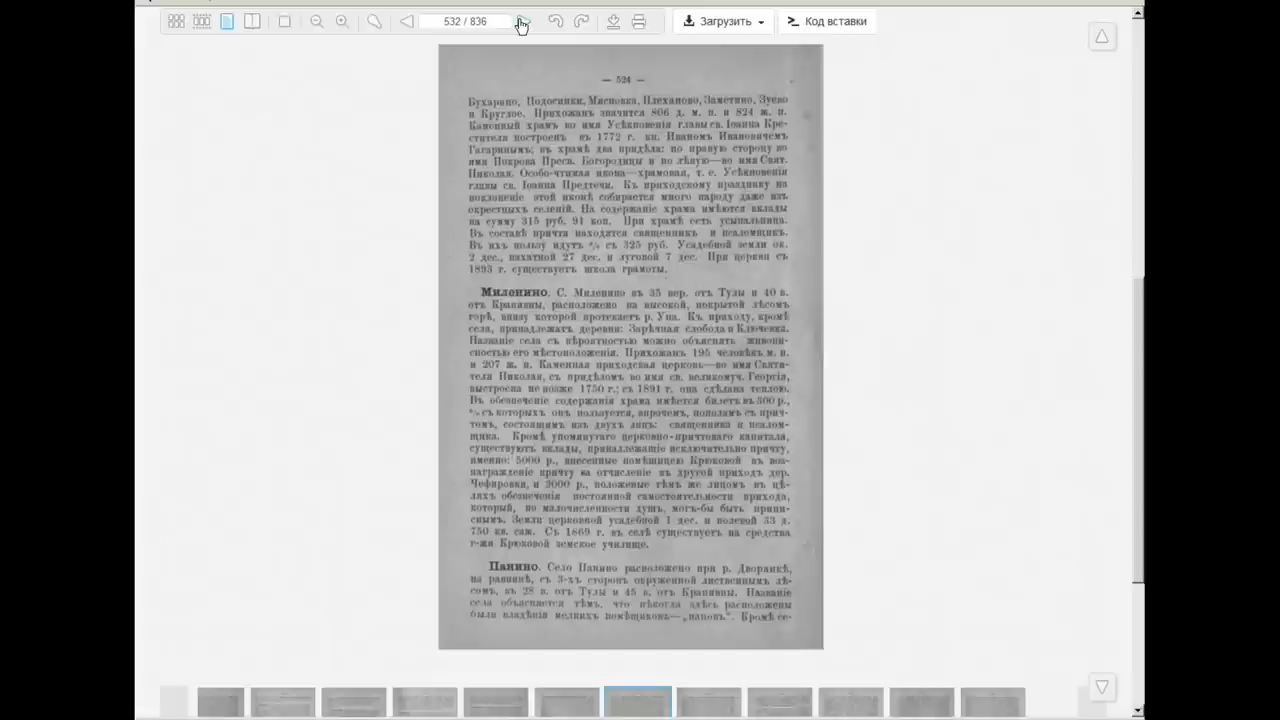 532 / 836
Загрузить
Код вставки
— 524 —
Бухарино, Подосинки, Мясновка, Плеханово, Заметино, Зуево
и Круглое. Прихожанъ значится 806 д. м. п. и 824 ж. п.
Каменный храмъ во имя Усѣкновенія главы св. Іоанна Кре-
стителя построенъ въ 1772 г. кн. Иваномъ Ивановичемъ
Гагаринымъ; въ храмѣ два придѣла: по правую сторону во
имя Покрова Пресв. Богородицы и по лѣвую—во имя Свят.
Николая. Особо-чтимая икона—храмовая, т. е. Усѣкновенія
главы св. Іоанна Предтечи. Къ приходскому празднику на
поклоненіе этой иконѣ собирается много народу даже изъ
окрестныхъ селеній. На содержаніе храма имѣются вклады
на сумму 315 руб. 91 коп. При храмѣ есть усыпальница.
Въ составѣ причта находятся священникъ и псаломщикъ.
Въ ихъ пользу идутъ % съ 325 руб. Усадебной земли ок.
2 дес., пахатной 27 дес. и луговой 7 дес. При церкви съ
1893 г. существуетъ школа грамоты.
Миленино. С. Миленино въ 35 вер. отъ Тулы и 40 в.
отъ Крапивны, расположено на высокой, покрытой лѣсомъ
горѣ, внизу которой протекаетъ р. Упа. Къ приходу, кромѣ
села, принадлежатъ деревни: Зарѣчная слобода и Ключевка.
Названіе села съ вѣроятностью можно объяснять живопи-
сностью его мѣстоположенія. Прихожанъ 195 человѣкъ м. п.
и 207 ж. п. Каменная приходская церковь—во имя Святи-
теля Николая, съ придѣломъ во имя св. великомуч. Георгія,
выстроена не позже 1750 г.; съ 1891 г. она сдѣлана теплою.
Въ обезпеченіе содержанія храма имѣется билетъ въ 500 р.,
% съ которыхъ онъ пользуется, впрочемъ, пополамъ съ прич-
томъ, состоящимъ изъ двухъ лицъ: священника и псалом-
щика. Кромѣ упомянутаго церковно-причтоваго капитала,
существуютъ вклады, принадлежащіе исключительно причту,
именно: 5000 р., внесенные помѣщицею Крюковой въ воз-
награжденіе причту за отчисленіе въ другой приходъ дер.
Чефировки, и 3000 р., положенные тѣмъ же лицомъ въ цѣ-
ляхъ обезпеченія постоянной самостоятельности прихода,
который, по малочисленности душъ, могъ-бы быть припи-
снымъ. Земли церковной усадебной 1 дес. и полевой 33 д.
750 кв. саж. Съ 1869 г. въ селѣ существуетъ на средства
г-жи Крюковой земское училище.
Панино. Село Панино расположено при р. Дворянкѣ,
на равнинѣ, съ 3-хъ сторонъ окруженной лиственнымъ лѣ-
сомъ, въ 28 в. отъ Тулы и 45 в. отъ Крапивны. Названіе
села объясняется тѣмъ, что нѣкогда здѣсь расположены
были владѣнія мелкихъ помѣщиковъ—„пановъ". Кромѣ се-